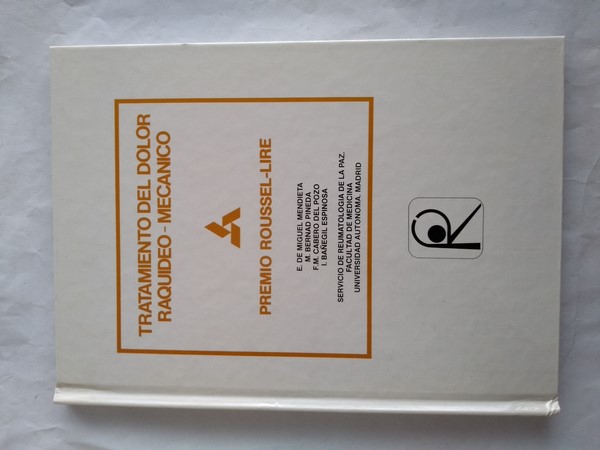 TRATAMIENTO DEL DOLOR
RAQUIDEO - MECANICO
PREMIO ROUSSEL-LIRE
E. DE MIGUEL MENDIETA
M. BERNAD PINEDA
F.M. CABERO DEL POZO
I. BAÑEGIL ESPINOSA
SERVICIO DE REUMATOLOGIA DE LA PAZ.
FACULTAD DE MEDICINA
UNIVERSIDAD AUTONOMA. MADRID